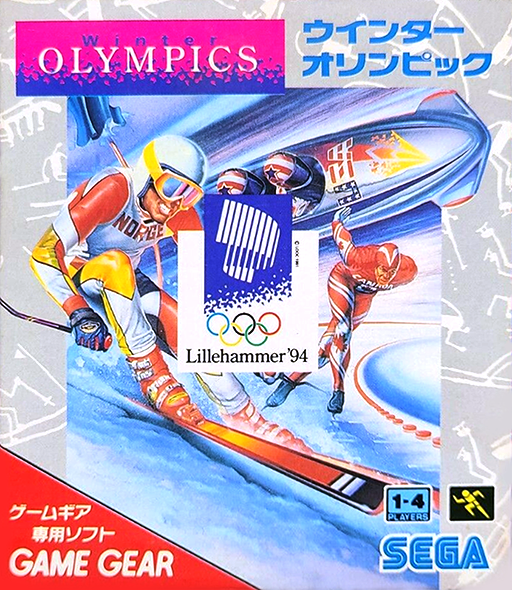 Winter
OLYMPICS
ウインター
オリンピック
NORGE
Lillehammer'94
ゲームギア
専用ソフト
GAME GEAR
1-4
PLAYERS
SEGA